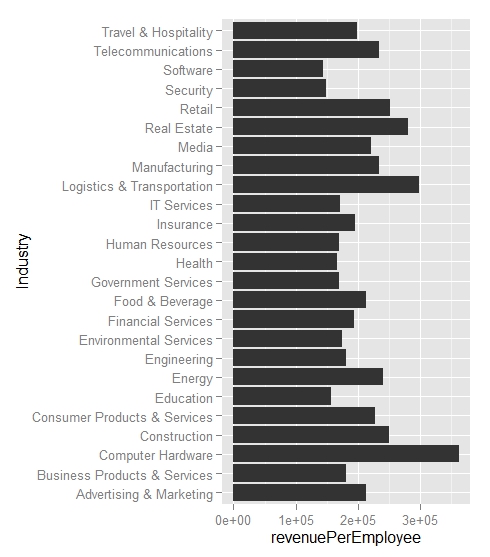 Travel & Hospitality
Telecommunications
Software
Security
Retail
Real Estate
Media
Manufacturing
Logistics & Transportation
IT Services
Insurance
Human Resources
Health
Government Services
Food & Beverage
Financial Services
Environmental Services
Engineering
Energy
Education
Consumer Products & Services
Construction
Computer Hardware
Business Products & Services
Advertising & Marketing
Industry
0e+00 1e+05 2e+05 3e+05
revenuePerEmployee